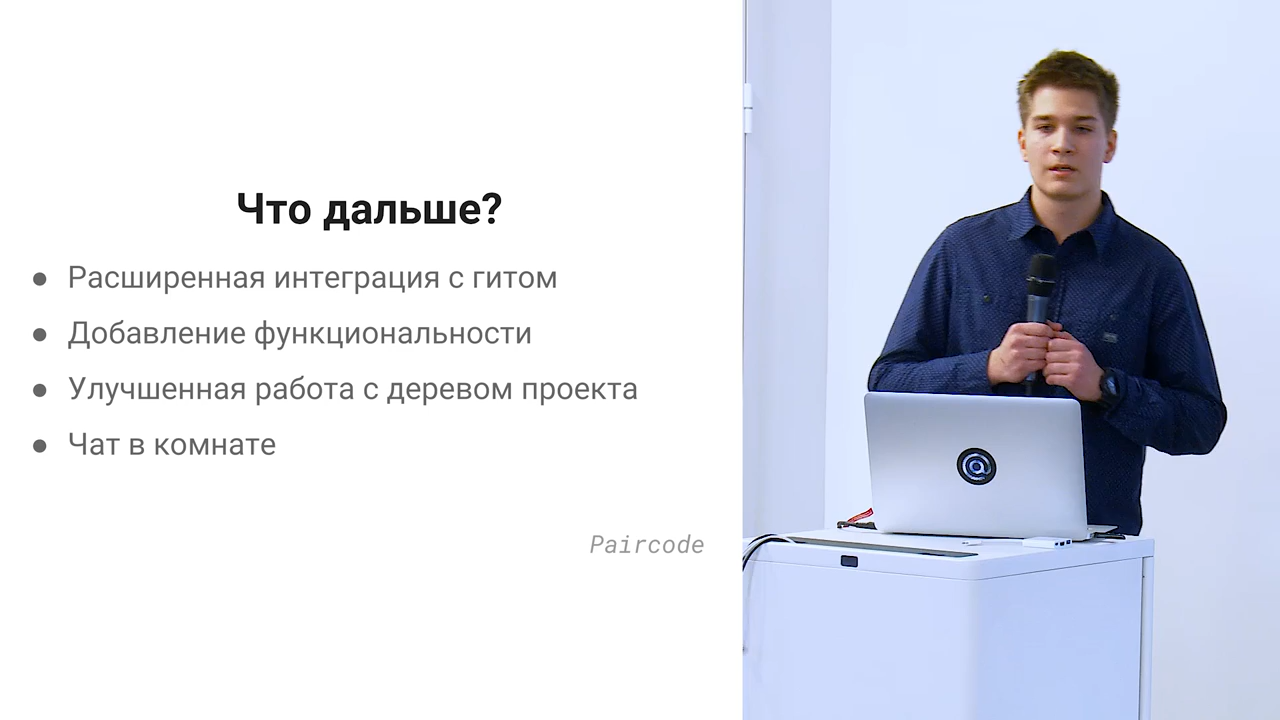 Что дальше?
● Расширенная интеграция с гитом
● Добавление функциональности
● Улучшенная работа с деревом проекта
● Чат в комнате
Paircode